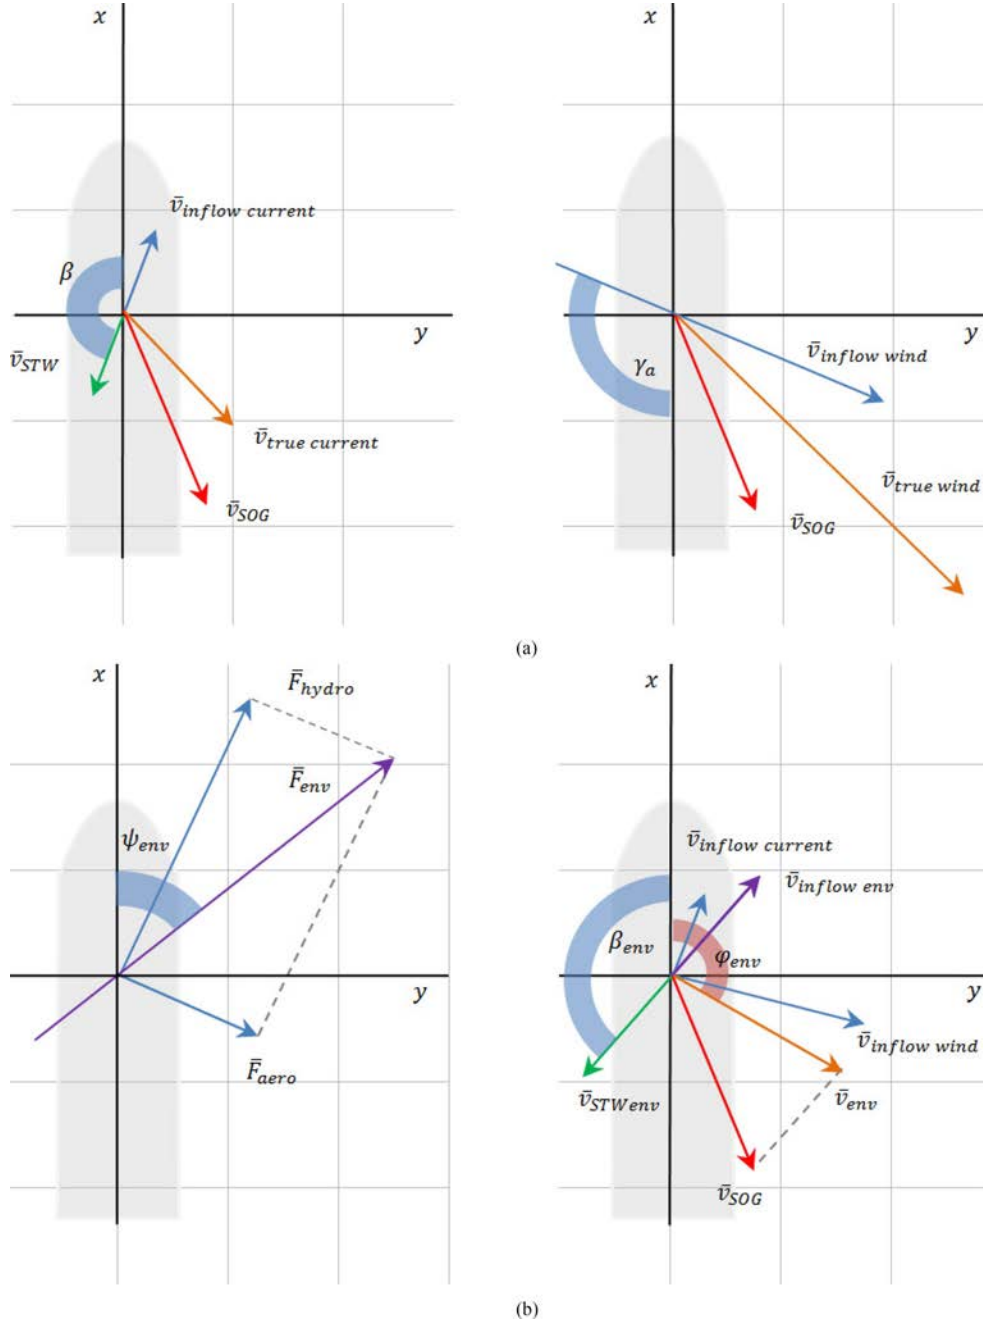 x
v̄inflow current
β
y
v̄STW
v̄true current
v̄SOG
x
y
v̄inflow wind
γa
v̄true wind
v̄SOG
(a)
x
F̄hydro
F̄env
ψenv
y
F̄aero
x
v̄inflow current
v̄inflow env
βenv
φenv
y
v̄inflow wind
v̄STWenv
v̄env
v̄SOG
(b)